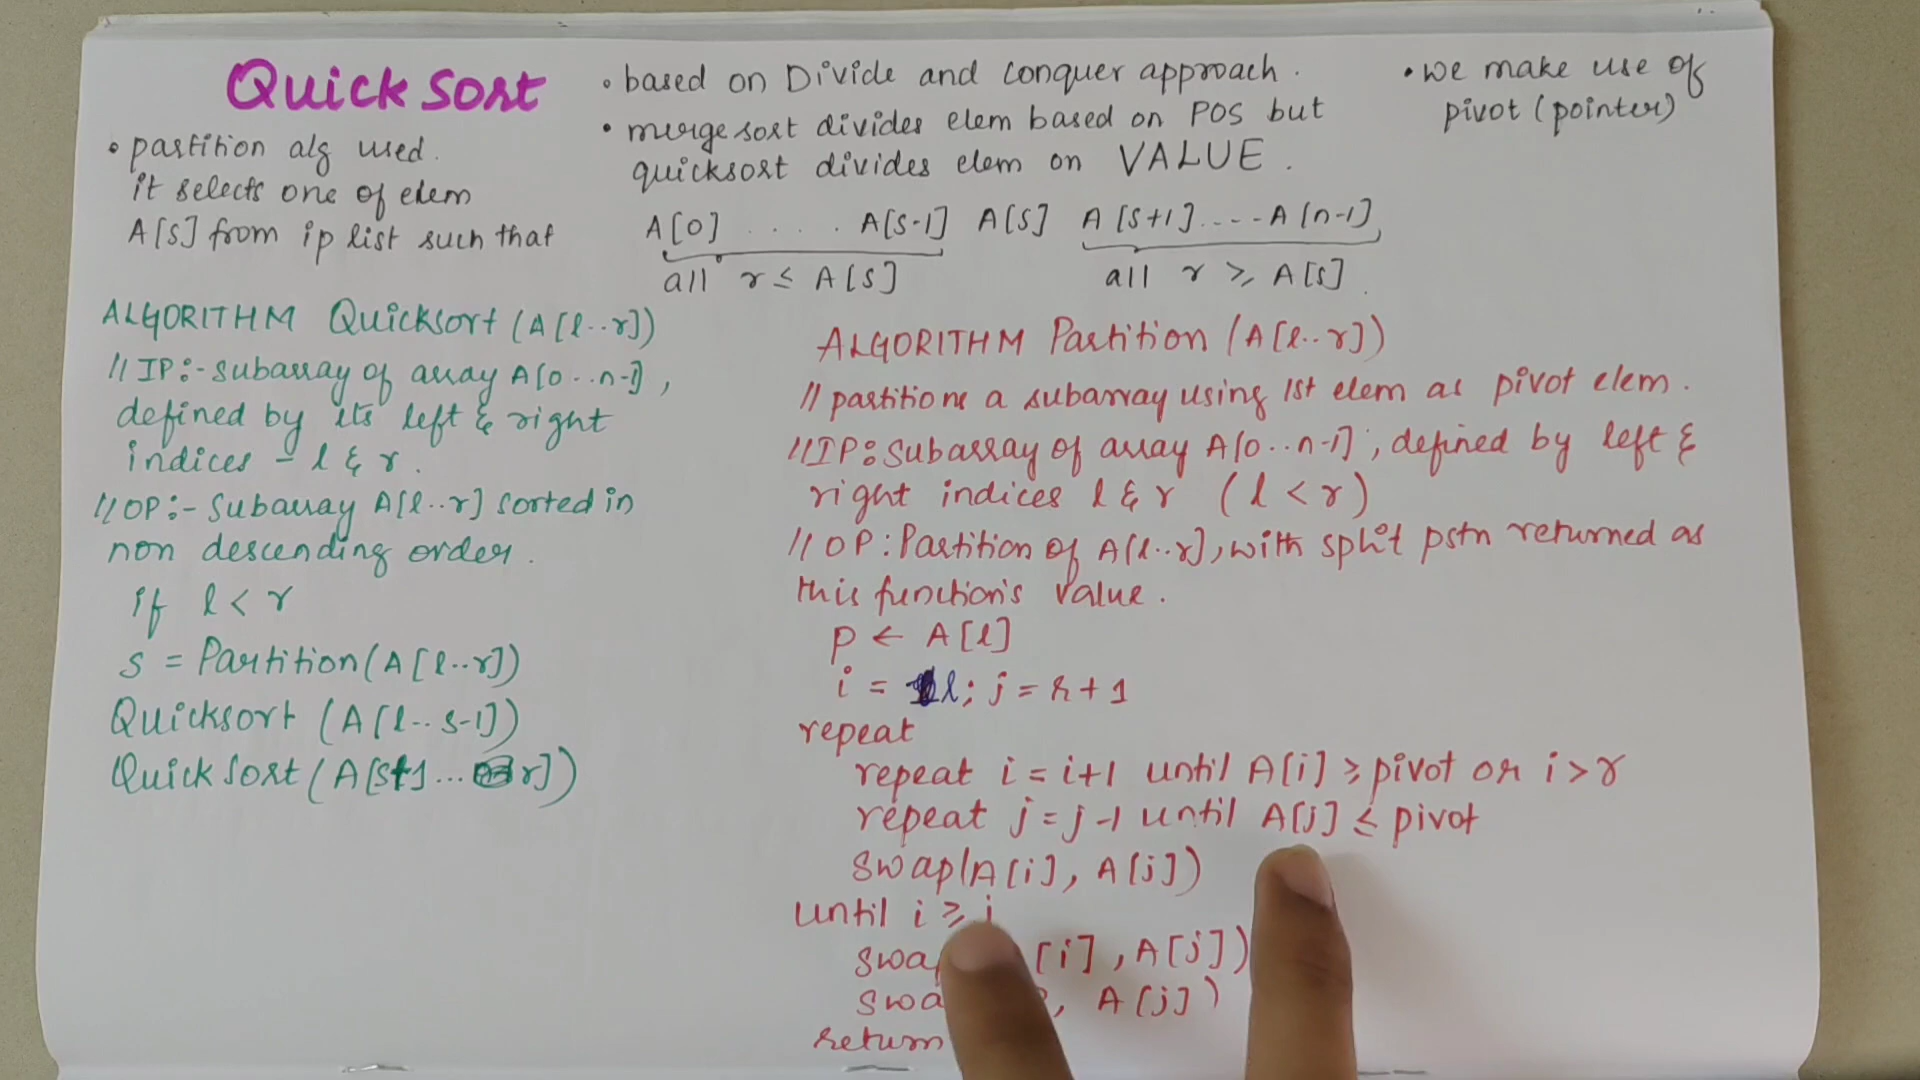 Quick Sort
• partition alg used.
it selects one of elem
A[S] from ip list such that
• based on Divide and Conquer approach.
• merge sort divides elem based on POS but
quicksort divides elem on VALUE.
• we make use of
pivot (pointer)
A[0] .... A[S-1] A[S] A[S+1]....A[n-1]
all r ≤ A[S] all r ≥ A[S]
ALGORITHM Quicksort (A[l..r])
// IP:- subarray of array A[0..n-1],
defined by its left & right
indices - l & r.
// OP:- Subarray A[l..r] sorted in
non descending order.
if l < r
s = Partition(A[l..r])
Quicksort (A[l.. s-1])
Quick Sort (A[S+1... r])
ALGORITHM Partition (A[l..r])
// partitions a subarray using 1st elem as pivot elem.
// IP: Subarray of array A[0..n-1], defined by left &
right indices l & r (l < r)
// OP: Partition of A[l..r], with split pstn returned as
this function's value.
p ← A[l]
i = l; j = r+1
repeat
repeat i = i+1 until A[i] ≥ pivot or i > r
repeat j = j-1 until A[j] ≤ pivot
swap(A[i], A[j])
until i ≥ j
[i], A[j])
, A[j])
return